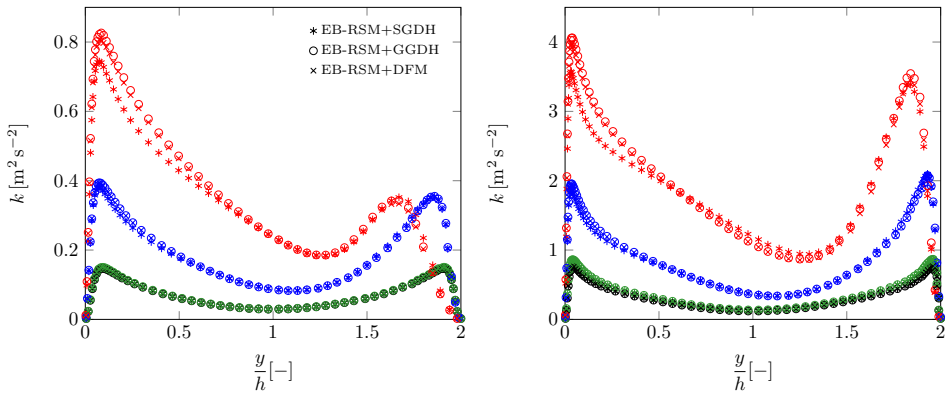 EB-RSM+SGDH
EB-RSM+GGDH
EB-RSM+DFM
0.8
0.6
0.4
0.2
0
k [m² s⁻²]
0 0.5 1 1.5 2
y/h [−]
4
3
2
1
0
k [m² s⁻²]
0 0.5 1 1.5 2
y/h [−]